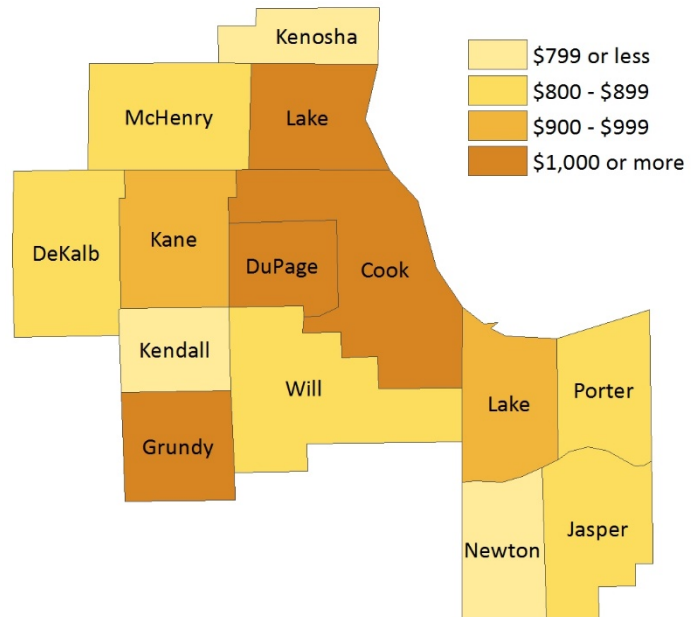 Kenosha
$799 or less
$800 - $899
$900 - $999
$1,000 or more
McHenry
Lake
DeKalb
Kane
DuPage
Cook
Kendall
Will
Lake
Porter
Grundy
Newton
Jasper